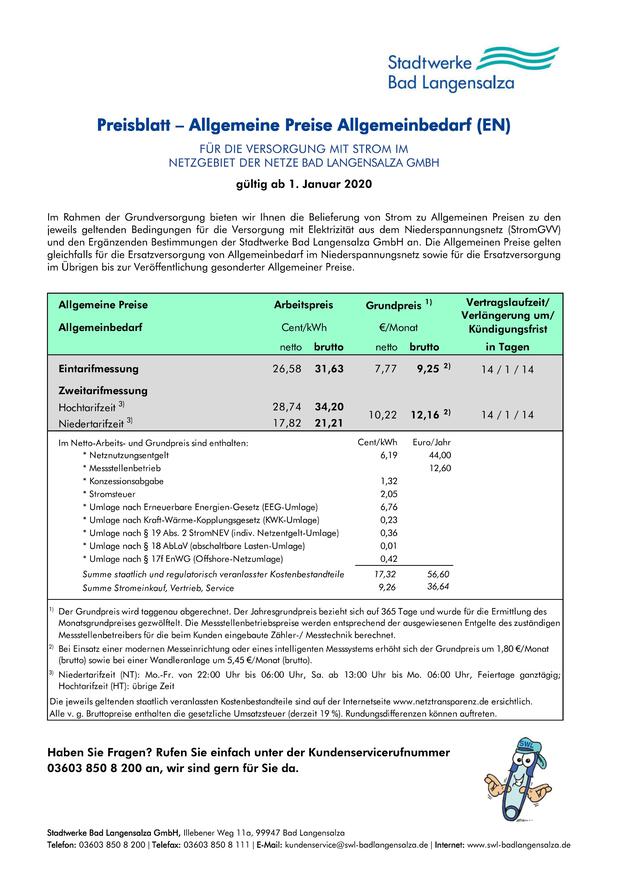 Stadtwerke
Bad Langensalza
Preisblatt – Allgemeine Preise Allgemeinbedarf (EN)
FÜR DIE VERSORGUNG MIT STROM IM
NETZGEBIET DER NETZE BAD LANGENSALZA GMBH
gültig ab 1. Januar 2020
Im Rahmen der Grundversorgung bieten wir Ihnen die Belieferung von Strom zu Allgemeinen Preisen zu den
jeweils geltenden Bedingungen für die Versorgung mit Elektrizität aus dem Niederspannungsnetz (StromGVV)
und den Ergänzenden Bestimmungen der Stadtwerke Bad Langensalza GmbH an. Die Allgemeinen Preise gelten
gleichfalls für die Ersatzversorgung von Allgemeinbedarf im Niederspannungsnetz sowie für die Ersatzversorgung
im Übrigen bis zur Veröffentlichung gesonderter Allgemeiner Preise.
Allgemeine Preise Arbeitspreis Grundpreis 1) Vertragslaufzeit/
Verlängerung um/
Allgemeinbedarf Cent/kWh €/Monat Kündigungsfrist
netto brutto netto brutto in Tagen
Eintarifmessung 26,58 31,63 7,77 9,25 2) 14 / 1 / 14
Zweitarifmessung
Hochtarifzeit 3) 28,74 34,20
10,22 12,16 2) 14 / 1 / 14
Niedertarifzeit 3) 17,82 21,21
Im Netto-Arbeits- und Grundpreis sind enthalten: Cent/kWh Euro/Jahr
* Netznutzungsentgelt 6,19 44,00
* Messstellenbetrieb 12,60
* Konzessionsabgabe 1,32
* Stromsteuer 2,05
* Umlage nach Erneuerbare Energien-Gesetz (EEG-Umlage) 6,76
* Umlage nach Kraft-Wärme-Kopplungsgesetz (KWK-Umlage) 0,23
* Umlage nach § 19 Abs. 2 StromNEV (indiv. Netzentgelt-Umlage) 0,36
* Umlage nach § 18 AbLaV (abschaltbare Lasten-Umlage) 0,01
* Umlage nach § 17f EnWG (Offshore-Netzumlage) 0,42
Summe staatlich und regulatorisch veranlasster Kostenbestandteile 17,32 56,60
Summe Stromeinkauf, Vertrieb, Service 9,26 36,64
1) Der Grundpreis wird taggenau abgerechnet. Der Jahresgrundpreis bezieht sich auf 365 Tage und wurde für die Ermittlung des
Monatsgrundpreises gezwölftelt. Die Messstellenbetriebspreise werden entsprechend der ausgewiesenen Entgelte des zuständigen
Messstellenbetreibers für die beim Kunden eingebaute Zähler-/ Messtechnik berechnet.
2) Bei Einsatz einer modernen Messeinrichtung oder eines intelligenten Messsystems erhöht sich der Grundpreis um 1,80 €/Monat
(brutto) sowie bei einer Wandleranlage um 5,45 €/Monat (brutto).
3) Niedertarifzeit (NT): Mo.-Fr. von 22:00 Uhr bis 06:00 Uhr, Sa. ab 13:00 Uhr bis Mo. 06:00 Uhr, Feiertage ganztägig;
Hochtarifzeit (HT): übrige Zeit
Die jeweils geltenden staatlich veranlassten Kostenbestandteile sind auf der Internetseite www.netztransparenz.de ersichtlich.
Alle v. g. Bruttopreise enthalten die gesetzliche Umsatzsteuer (derzeit 19 %). Rundungsdifferenzen können auftreten.
Haben Sie Fragen? Rufen Sie einfach unter der Kundenservicerufnummer
03603 850 8 200 an, wir sind gern für Sie da.
SWL
Stadtwerke Bad Langensalza GmbH, Illebener Weg 11a, 99947 Bad Langensalza
Telefon: 03603 850 8 200 | Telefax: 03603 850 8 111 | E-Mail: kundenservice@swl-badlangensalza.de | Internet: www.swl-badlangensalza.de